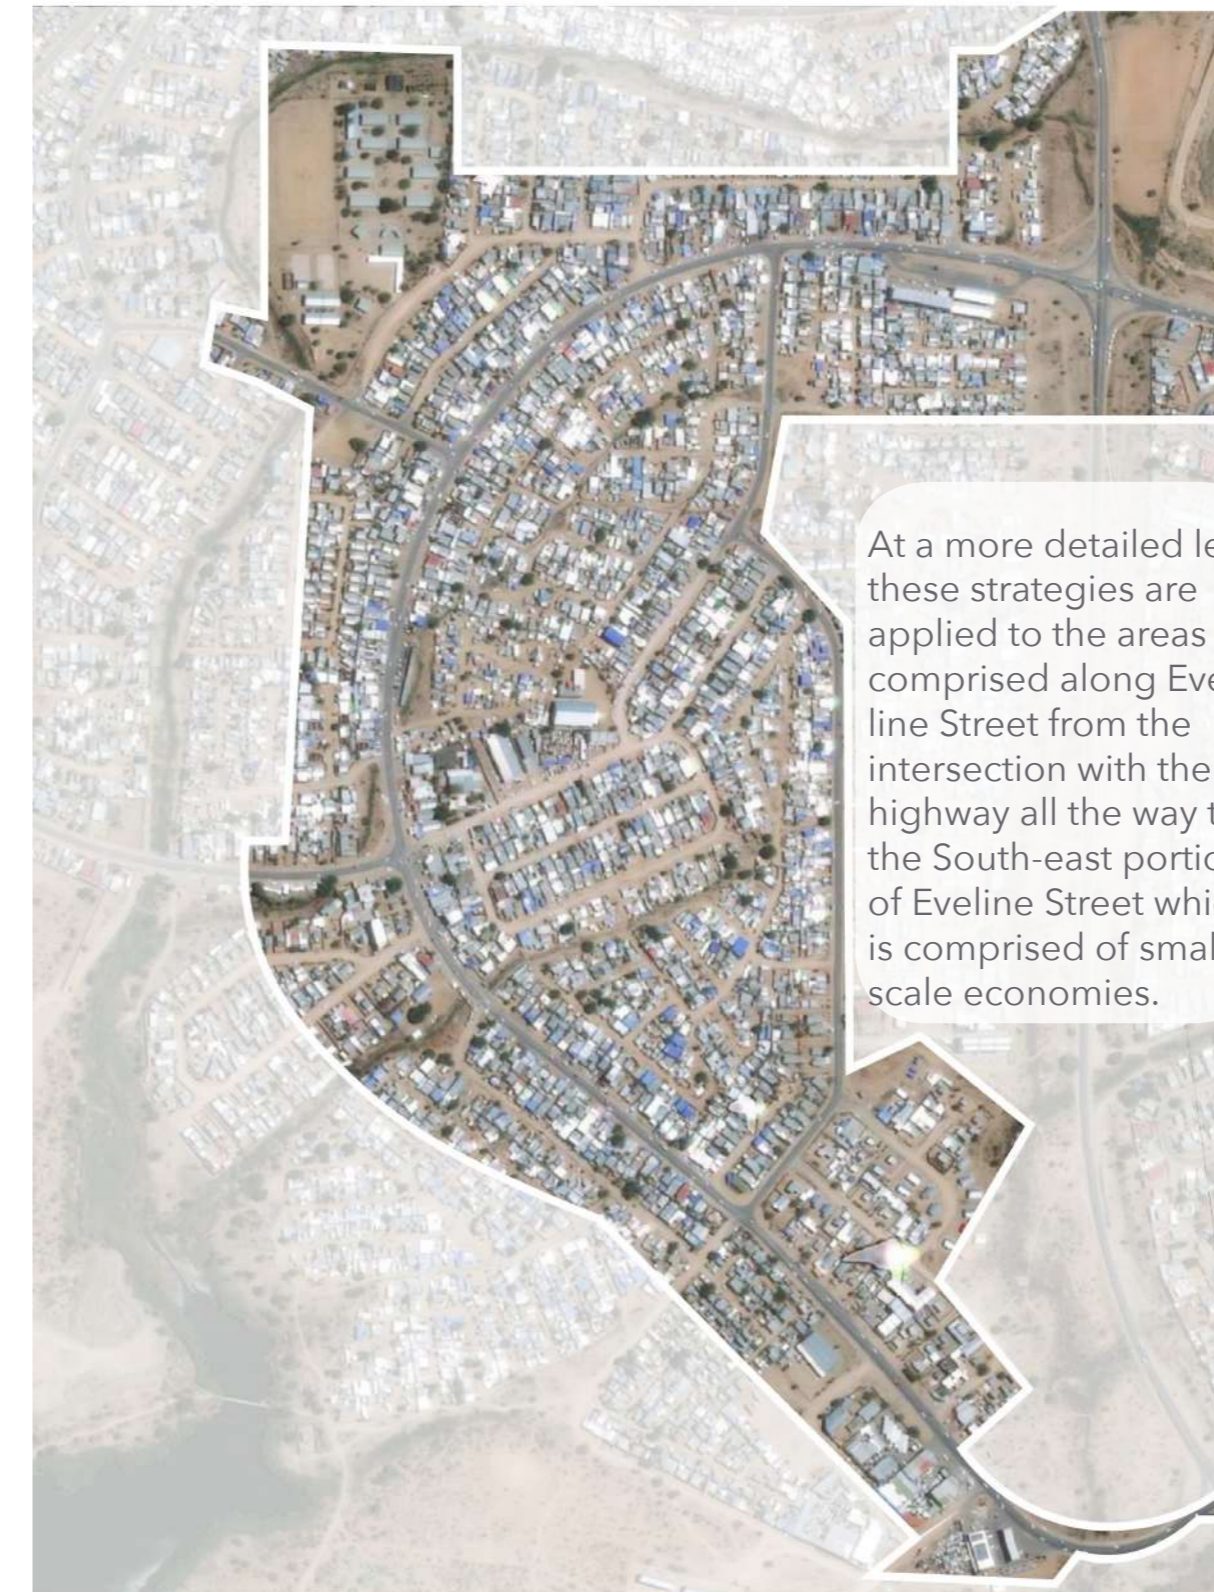 At a more detailed le
these strategies are
applied to the areas
comprised along Eve
line Street from the
intersection with the
highway all the way t
the South-east portio
of Eveline Street whi
is comprised of smal
scale economies.